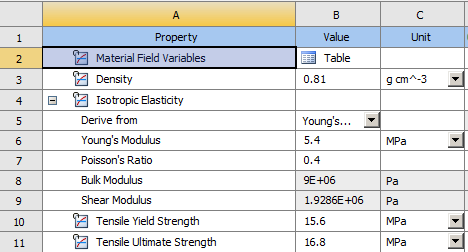 A B C
1 Property Value Unit
2 Material Field Variables Table
3 Density 0.81 g cm^-3
4 Isotropic Elasticity
5 Derive from Young's...
6 Young's Modulus 5.4 MPa
7 Poisson's Ratio 0.4
8 Bulk Modulus 9E+06 Pa
9 Shear Modulus 1.9286E+06 Pa
10 Tensile Yield Strength 15.6 MPa
11 Tensile Ultimate Strength 16.8 MPa